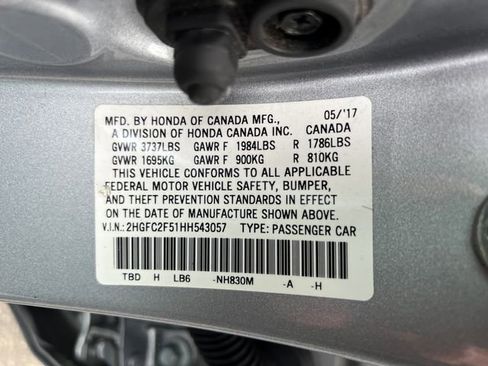 MFD. BY HONDA OF CANADA MFG., 05/'17
A DIVISION OF HONDA CANADA INC. CANADA
GVWR 3737LBS GAWR F 1984LBS R 1786LBS
GVWR 1695KG GAWR F 900KG R 810KG
THIS VEHICLE CONFORMS TO ALL APPLICABLE
FEDERAL MOTOR VEHICLE SAFETY, BUMPER,
AND THEFT PREVENTION STANDARDS IN EFFECT
ON THE DATE OF MANUFACTURE SHOWN ABOVE.
V.I.N.: 2HGFC2F51HH543057 TYPE: PASSENGER CAR
TBD H LB6 -NH830M -A -H